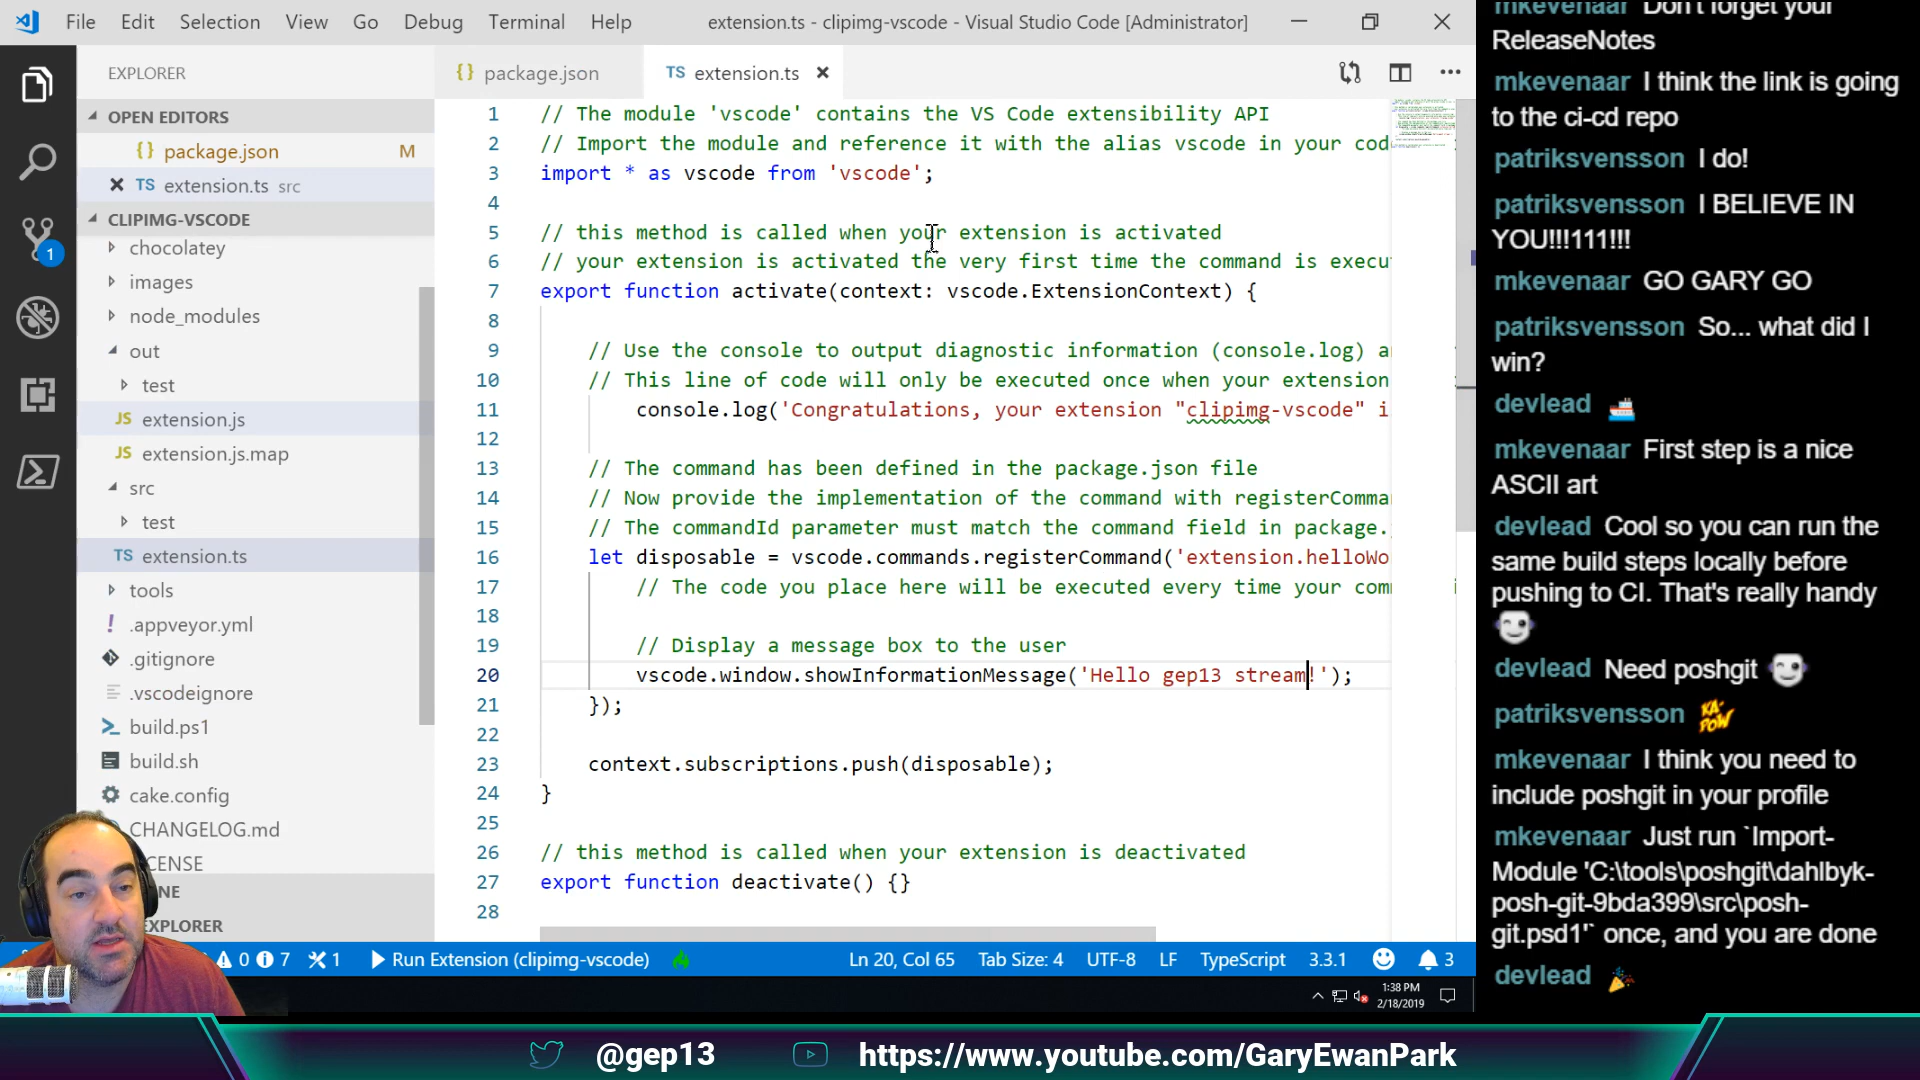 File Edit Selection View Go Debug Terminal Help
extension.ts - clipimg-vscode - Visual Studio Code [Administrator]
EXPLORER
OPEN EDITORS
{} package.json M
TS extension.ts src
CLIPIMG-VSCODE
chocolatey
images
node_modules
out
test
JS extension.js
JS extension.js.map
src
test
TS extension.ts
tools
! .appveyor.yml
.gitignore
.vscodeignore
build.ps1
build.sh
cake.config
CHANGELOG.md
1
{} package.json
TS extension.ts
1 // The module 'vscode' contains the VS Code extensibility API
2 // Import the module and reference it with the alias vscode in your cod
3 import * as vscode from 'vscode';
4
5 // this method is called when your extension is activated
6 // your extension is activated the very first time the command is execu
7 export function activate(context: vscode.ExtensionContext) {
8
9 // Use the console to output diagnostic information (console.log) a
10 // This line of code will only be executed once when your extension
11 console.log('Congratulations, your extension "clipimg-vscode" i
12
13 // The command has been defined in the package.json file
14 // Now provide the implementation of the command with registerComma
15 // The commandId parameter must match the command field in package.
16 let disposable = vscode.commands.registerCommand('extension.helloWo
17 // The code you place here will be executed every time your com
18
19 // Display a message box to the user
20 vscode.window.showInformationMessage('Hello gep13 stream!');
21 });
22
23 context.subscriptions.push(disposable);
24 }
25
26 // this method is called when your extension is deactivated
27 export function deactivate() {}
28
0 7 1 Run Extension (clipimg-vscode) Ln 20, Col 65 Tab Size: 4 UTF-8 LF TypeScript 3.3.1 3
1:38 PM
2/18/2019
mkevenaar Don't forget your
ReleaseNotes
mkevenaar I think the link is going
to the ci-cd repo
patriksvensson I do!
patriksvensson I BELIEVE IN
YOU!!!111!!!
mkevenaar GO GARY GO
patriksvensson So... what did I
win?
devlead
mkevenaar First step is a nice
ASCII art
devlead Cool so you can run the
same build steps locally before
pushing to CI. That's really handy
devlead Need poshgit
patriksvensson KA-POW
mkevenaar I think you need to
include poshgit in your profile
mkevenaar Just run `Import-
Module 'C:\tools\poshgit\dahlbyk-
posh-git-9bda399\src\posh-
git.psd1'` once, and you are done
devlead
@gep13 https://www.youtube.com/GaryEwanPark